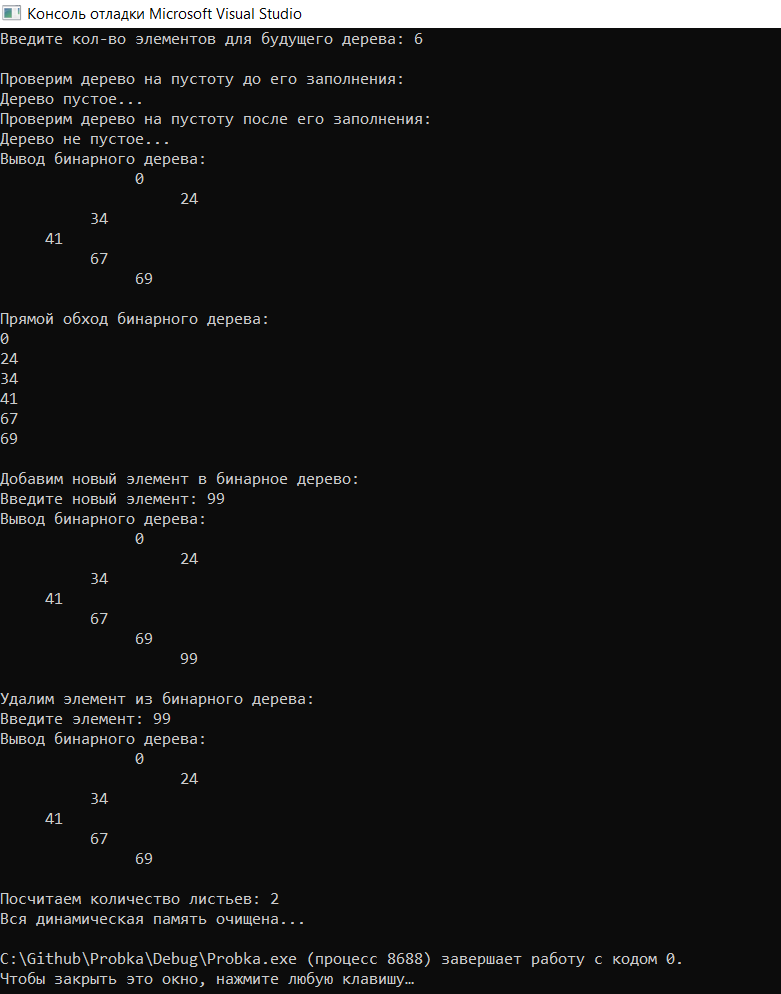 Консоль отладки Microsoft Visual Studio
Введите кол-во элементов для будущего дерева: 6
Проверим дерево на пустоту до его заполнения:
Дерево пустое...
Проверим дерево на пустоту после его заполнения:
Дерево не пустое...
Вывод бинарного дерева:
0
24
34
41
67
69
Прямой обход бинарного дерева:
0
24
34
41
67
69
Добавим новый элемент в бинарное дерево:
Введите новый элемент: 99
Вывод бинарного дерева:
0
24
34
41
67
69
99
Удалим элемент из бинарного дерева:
Введите элемент: 99
Вывод бинарного дерева:
0
24
34
41
67
69
Посчитаем количество листьев: 2
Вся динамическая память очищена...
C:\Github\Probka\Debug\Probka.exe (процесс 8688) завершает работу с кодом 0.
Чтобы закрыть это окно, нажмите любую клавишу…